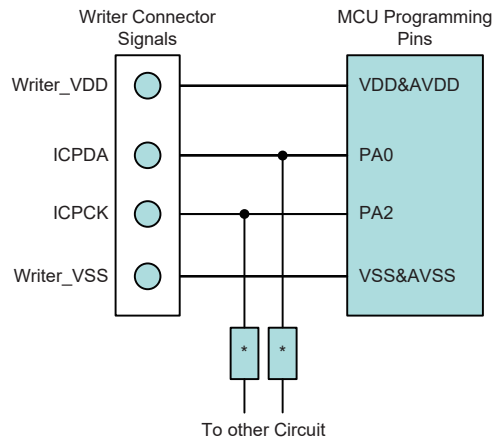 Writer Connector
Signals
MCU Programming
Pins
Writer_VDD
VDD&AVDD
ICPDA
PA0
ICPCK
PA2
Writer_VSS
VSS&AVSS
*
*
To other Circuit